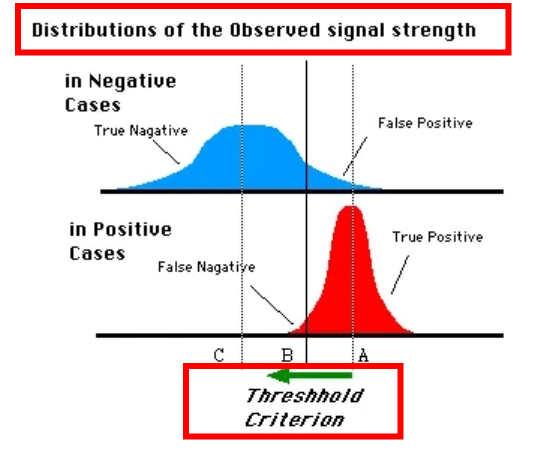 Distributions of the Observed signal strength
in Negative
Cases
True Nagative
False Positive
in Positive
Cases
True Positive
False Nagative
C B A
Threshhold
Criterion